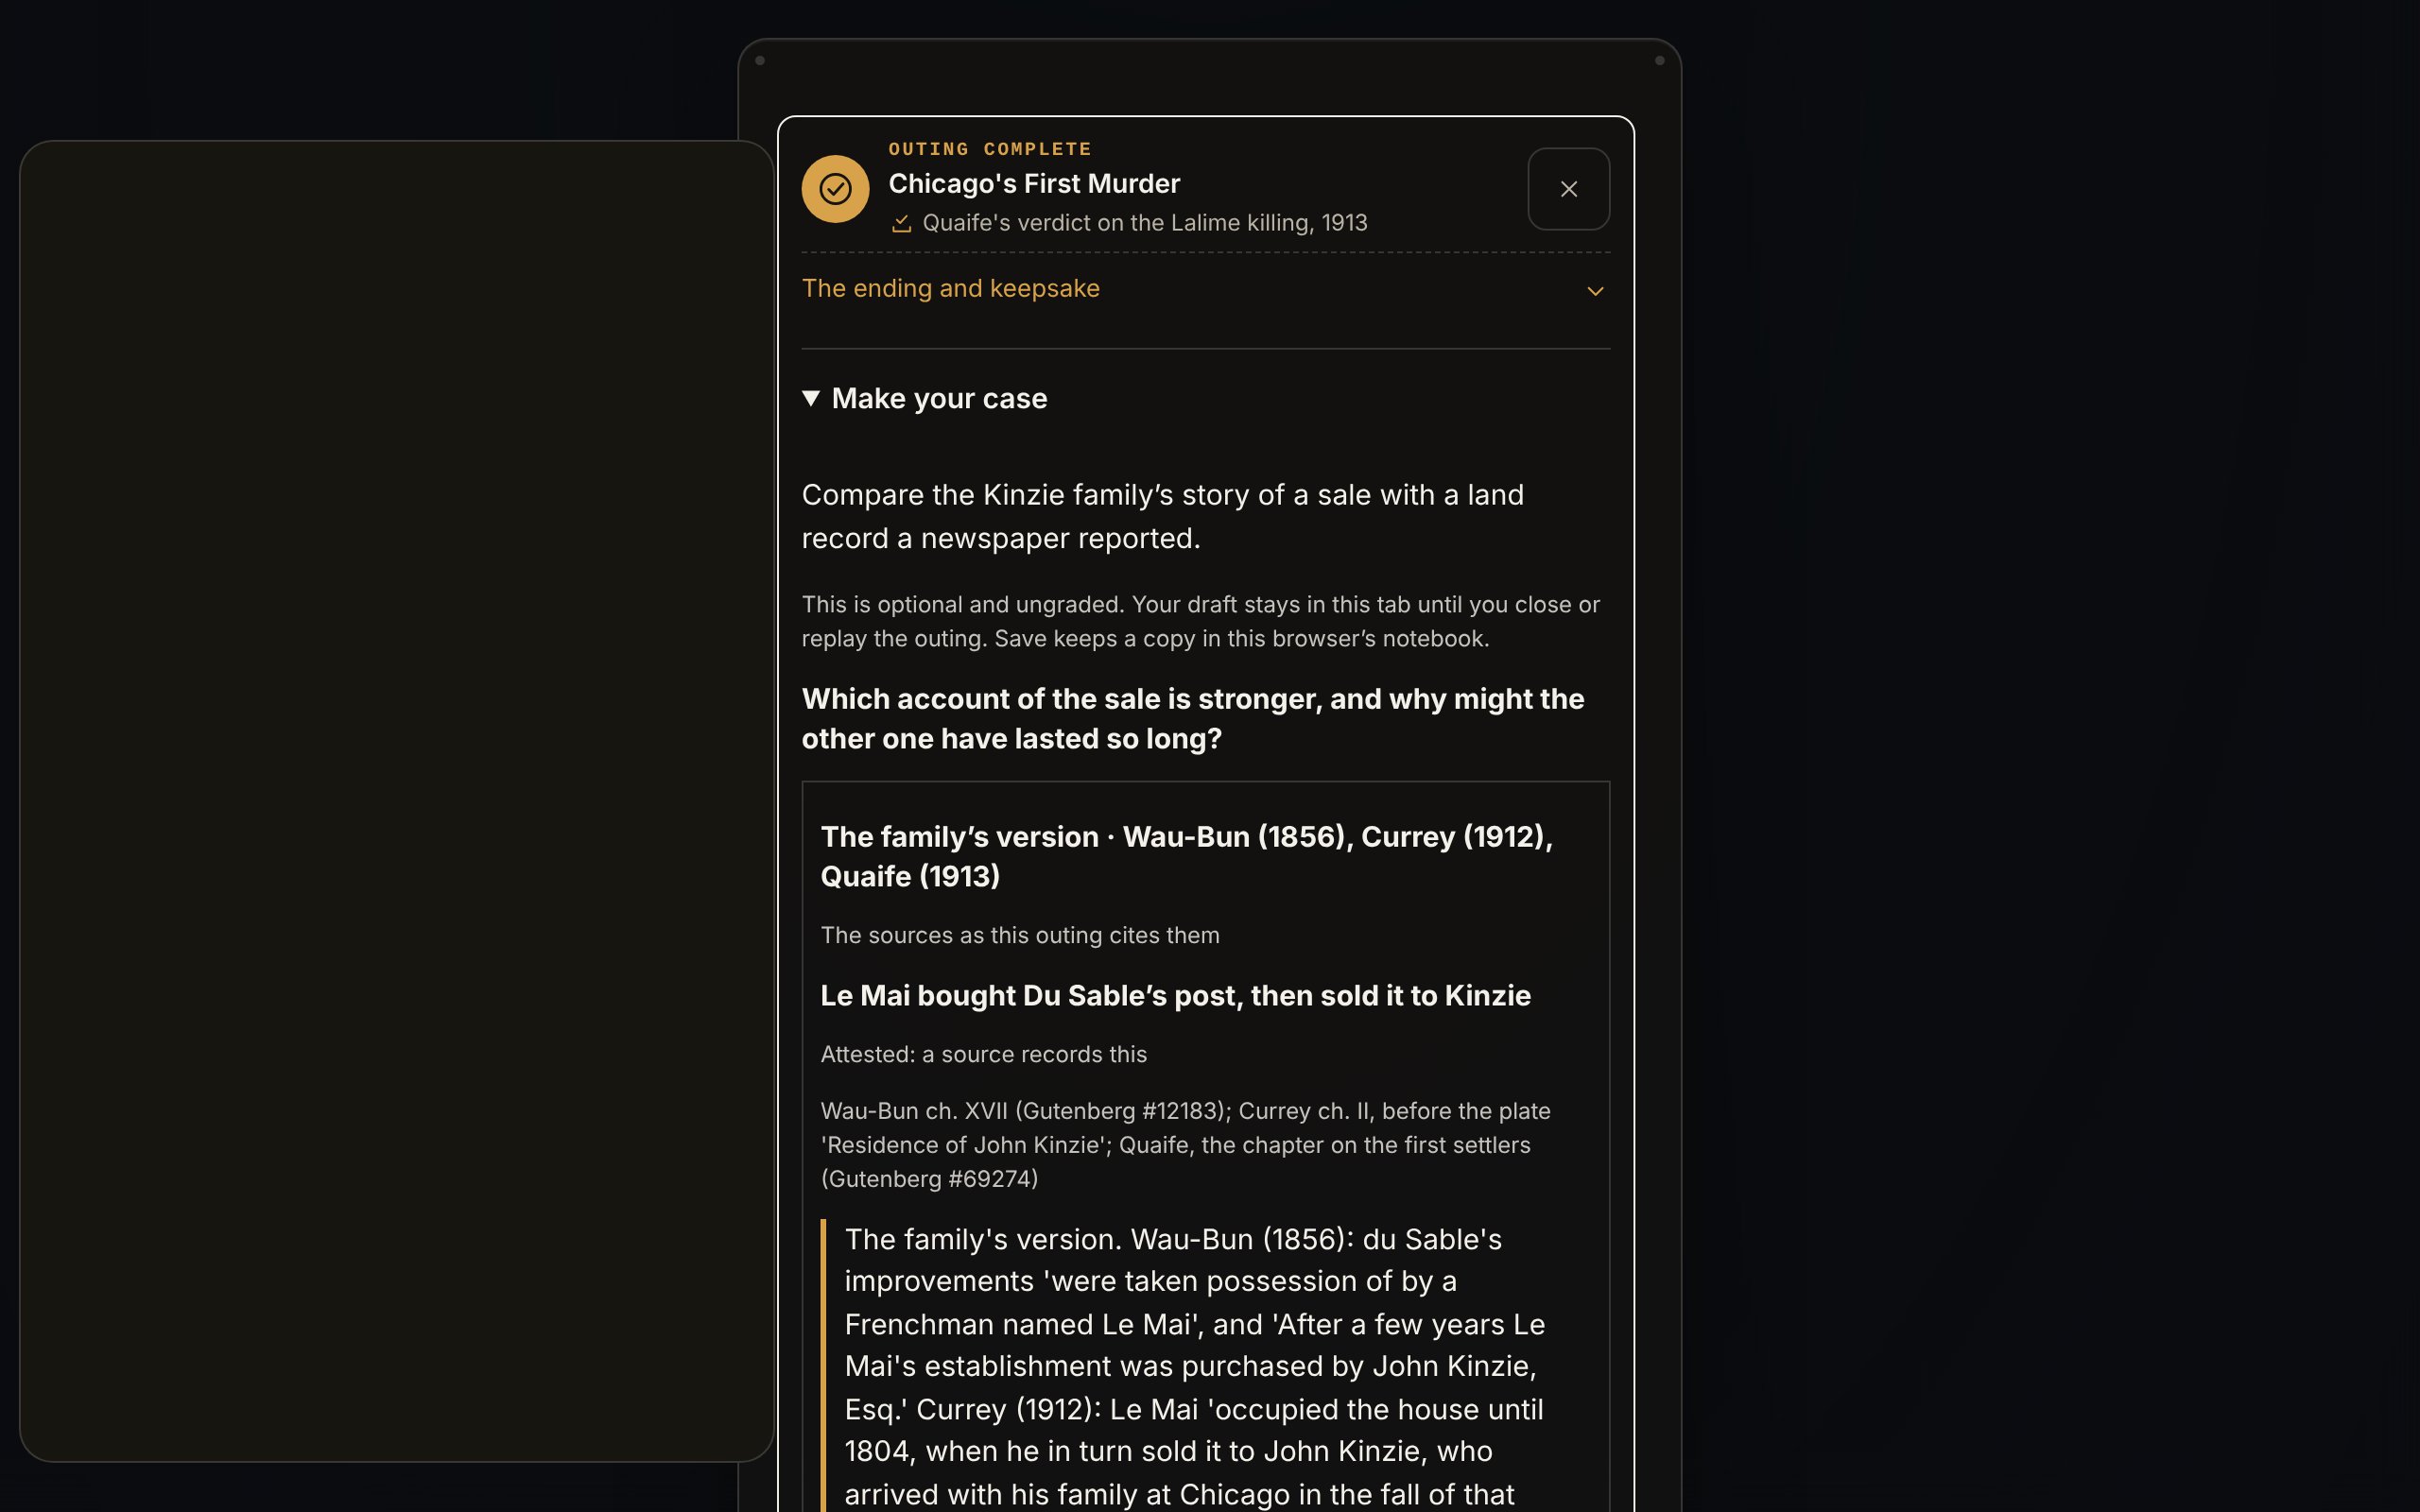 OUTING COMPLETE
Chicago's First Murder
Quaife's verdict on the Lalime killing, 1913
The ending and keepsake
Make your case
Compare the Kinzie family’s story of a sale with a land
record a newspaper reported.
This is optional and ungraded. Your draft stays in this tab until you close or
replay the outing. Save keeps a copy in this browser’s notebook.
Which account of the sale is stronger, and why might the
other one have lasted so long?
The family’s version · Wau-Bun (1856), Currey (1912),
Quaife (1913)
The sources as this outing cites them
Le Mai bought Du Sable’s post, then sold it to Kinzie
Attested: a source records this
Wau-Bun ch. XVII (Gutenberg #12183); Currey ch. II, before the plate
'Residence of John Kinzie'; Quaife, the chapter on the first settlers
(Gutenberg #69274)
The family's version. Wau-Bun (1856): du Sable's
improvements 'were taken possession of by a
Frenchman named Le Mai', and 'After a few years Le
Mai's establishment was purchased by John Kinzie,
Esq.' Currey (1912): Le Mai 'occupied the house until
1804, when he in turn sold it to John Kinzie, who
arrived with his family at Chicago in the fall of that